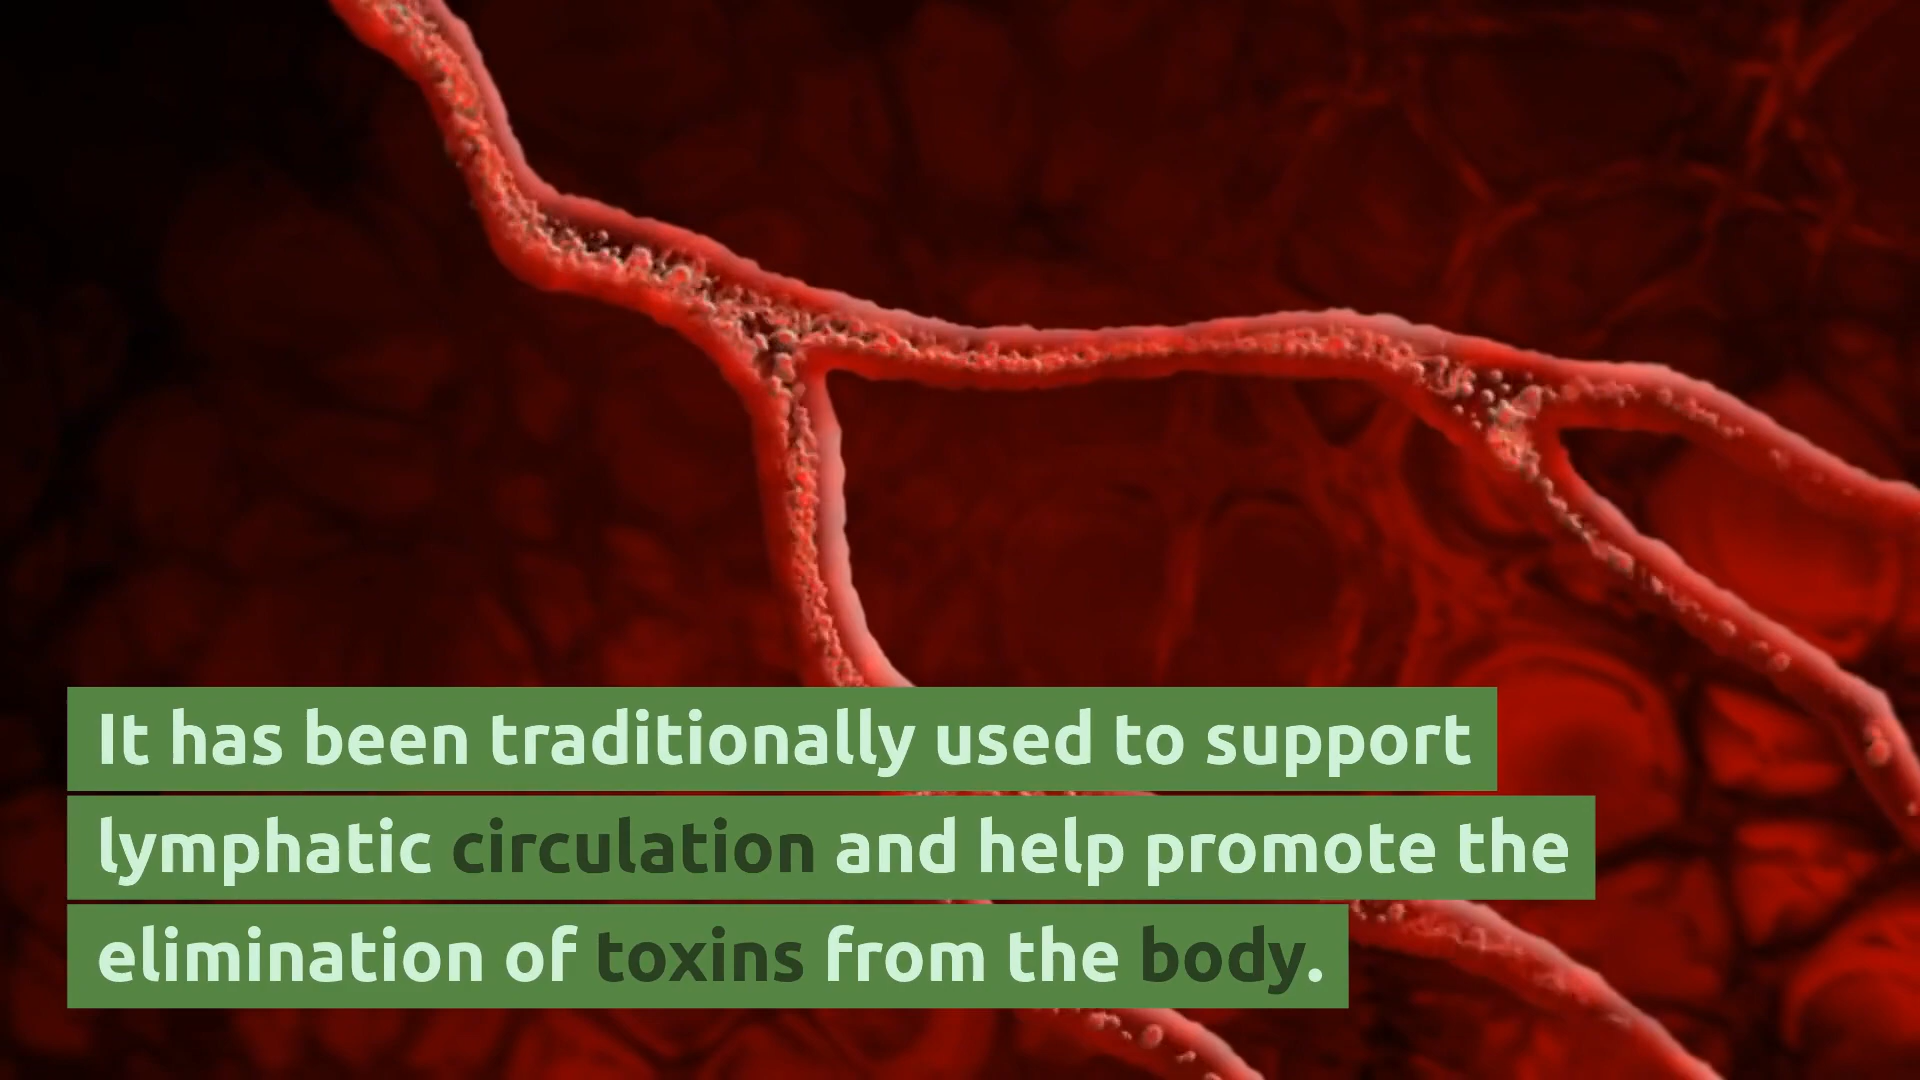 It has been traditionally used to support
lymphatic circulation and help promote the
elimination of toxins from the body.